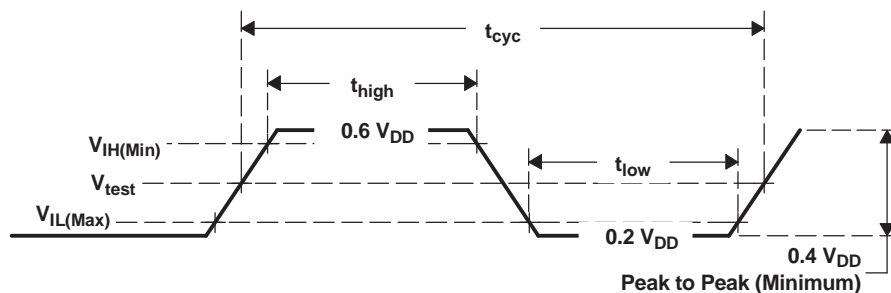 tcyc
thigh
0.6 VDD
VIH(Min)
tlow
Vtest
VIL(Max)
0.2 VDD
0.4 VDD
Peak to Peak (Minimum)